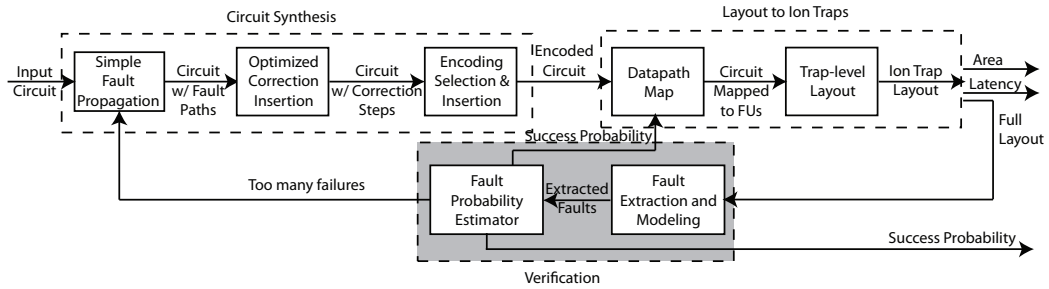 Circuit Synthesis
Layout to Ion Traps
Input
Circuit
Simple
Fault
Propagation
Circuit
w/ Fault
Paths
Optimized
Correction
Insertion
Circuit
w/ Correction
Steps
Encoding
Selection &
Insertion
Encoded
Circuit
Datapath
Map
Circuit
Mapped
to FUs
Trap-level
Layout
Ion Trap
Layout
Area
Latency
Full
Layout
Success Probability
Too many failures
Fault
Probability
Estimator
Extracted
Faults
Fault
Extraction and
Modeling
Success Probability
Verification